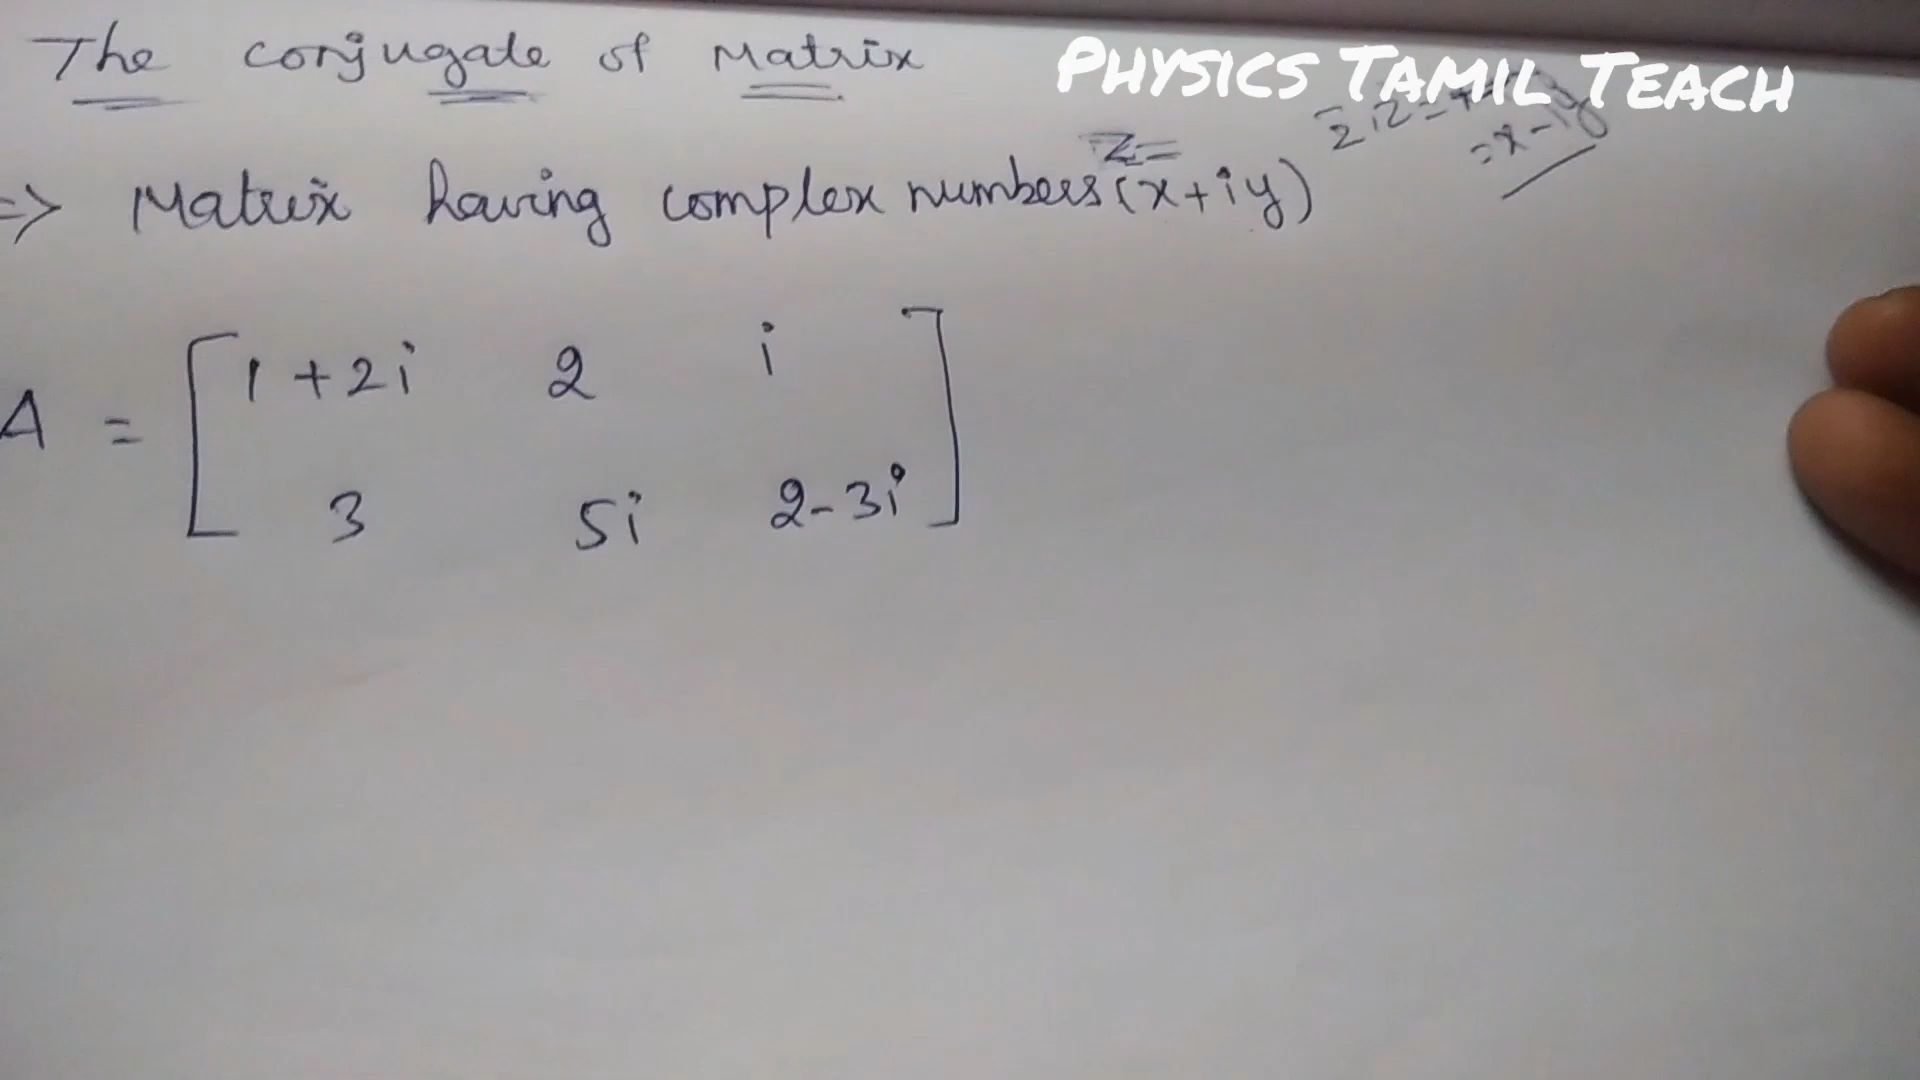 The conjugate of Matrix
PHYSICS TAMIL TEACH
z =
= x - iy
=> Matrix having complex numbers (x + iy)
A = [ 1 + 2i 2 i
3 5i 2 - 3i ]